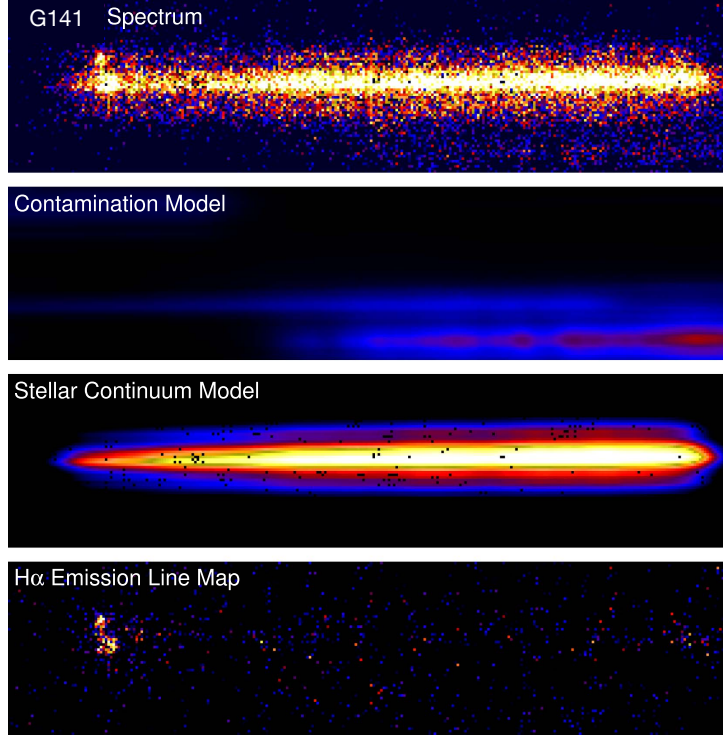 G141 Spectrum
Contamination Model
Stellar Continuum Model
Hα Emission Line Map